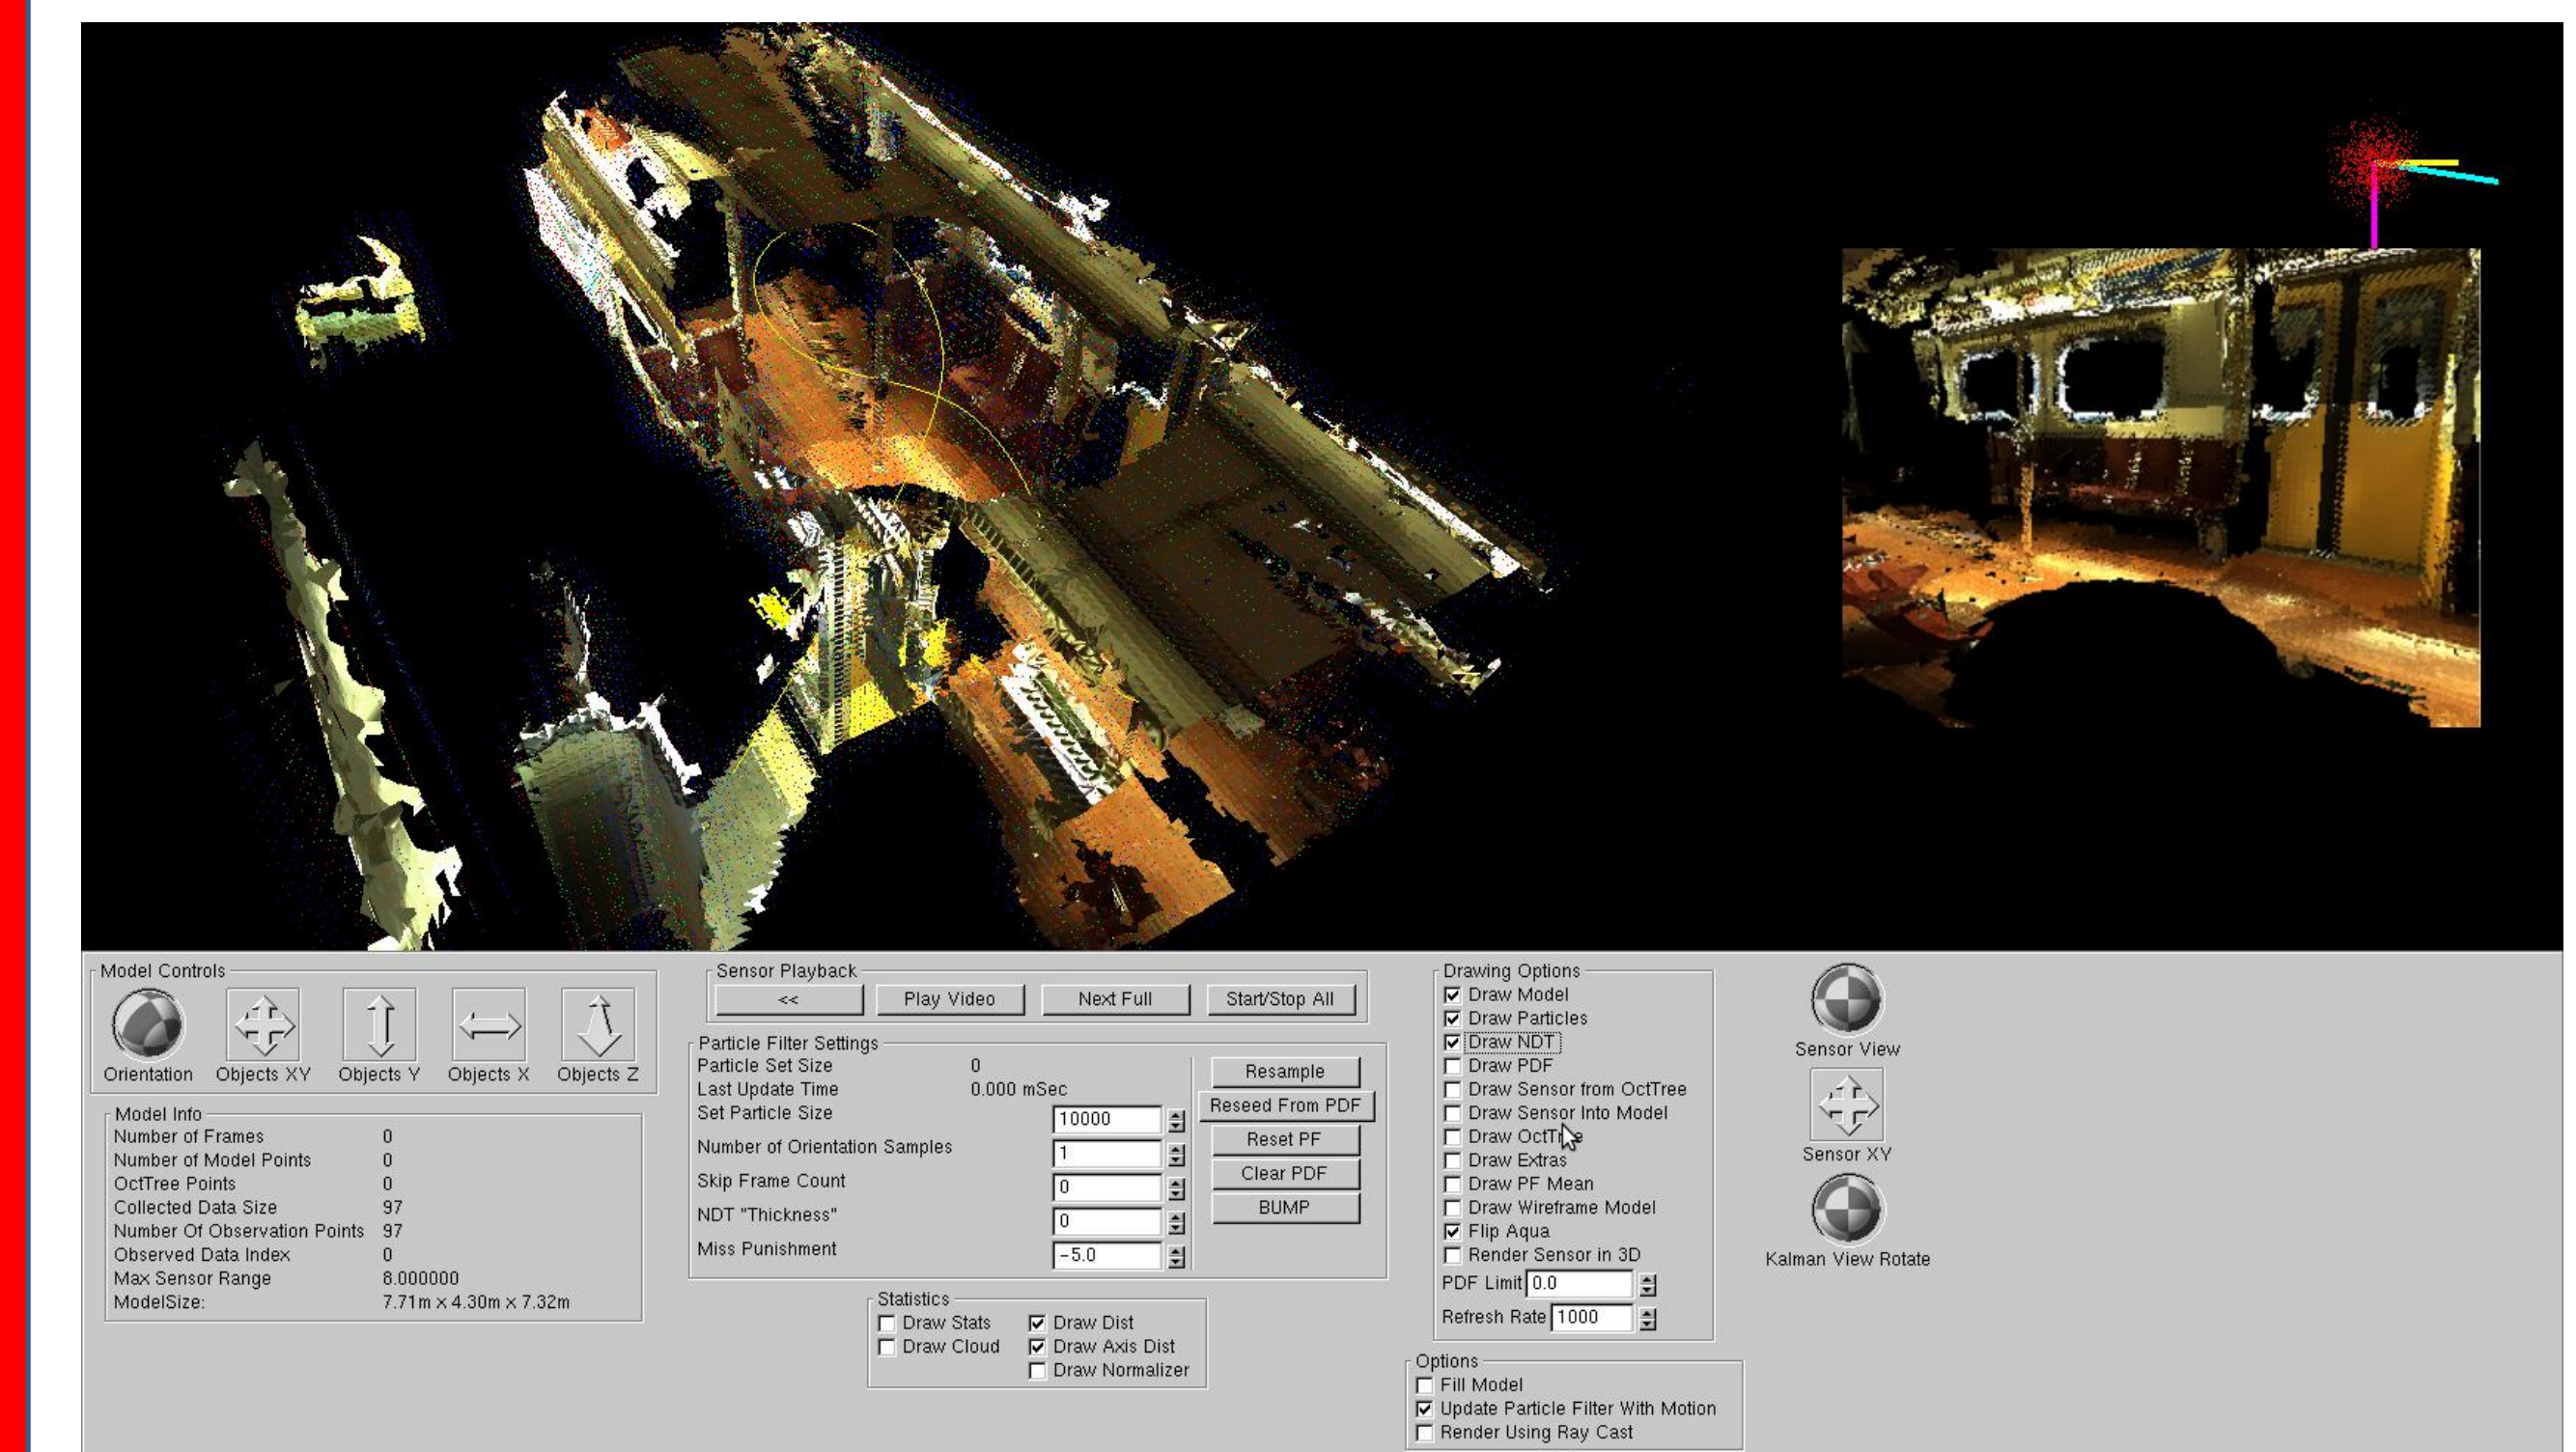 Model Controls
Orientation Objects XY Objects Y Objects X Objects Z
Model Info
Number of Frames 0
Number of Model Points 0
OctTree Points 0
Collected Data Size 97
Number Of Observation Points 97
Observed Data Index 0
Max Sensor Range 8.000000
ModelSize: 7.71m x 4.30m x 7.32m
Sensor Playback
<< Play Video Next Full Start/Stop All
Particle Filter Settings
Particle Set Size 0
Last Update Time 0.000 mSec
Set Particle Size 10000
Number of Orientation Samples 1
Skip Frame Count 0
NDT "Thickness" 0
Miss Punishment -5.0
Resample
Reseed From PDF
Reset PF
Clear PDF
BUMP
Statistics
Draw Stats Draw Dist
Draw Cloud Draw Axis Dist
Draw Normalizer
Drawing Options
Draw Model
Draw Particles
Draw NDT
Draw PDF
Draw Sensor from OctTree
Draw Sensor Into Model
Draw OctTree
Draw Extras
Draw PF Mean
Draw Wireframe Model
Flip Aqua
Render Sensor in 3D
PDF Limit 0.0
Refresh Rate 1000
Options
Fill Model
Update Particle Filter With Motion
Render Using Ray Cast
Sensor View
Sensor XY
Kalman View Rotate